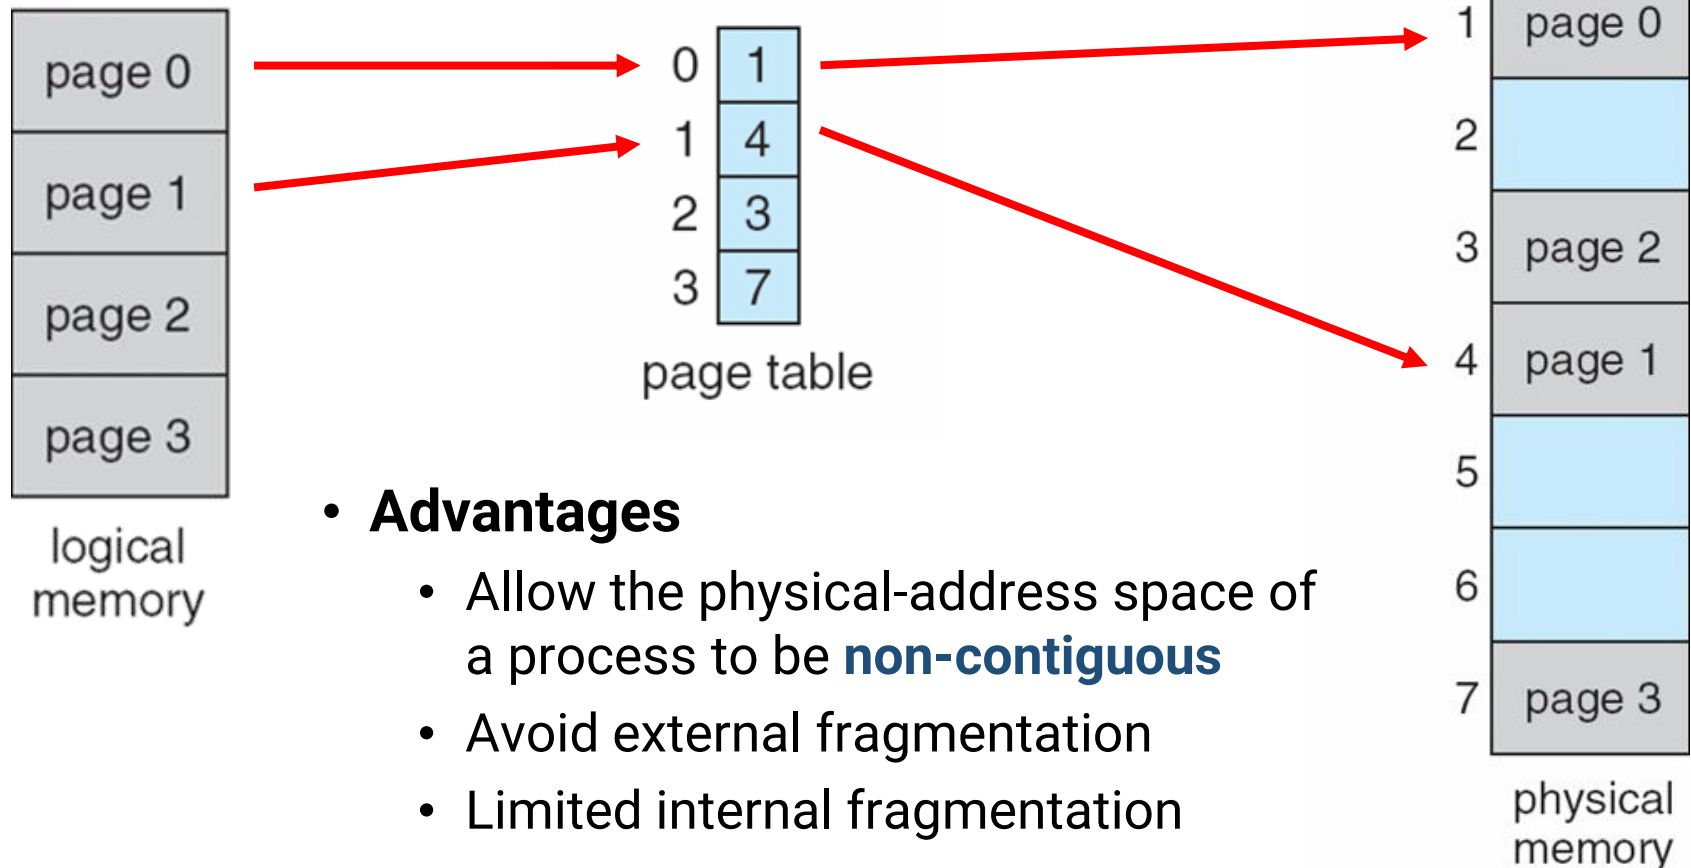 page 0
page 1
page 2
page 3
logical
memory
0 1
1 4
2 3
3 7
page table
• Advantages
• Allow the physical-address space of
a process to be non-contiguous
• Avoid external fragmentation
• Limited internal fragmentation
1 page 0
2
3 page 2
4 page 1
5
6
7 page 3
physical
memory